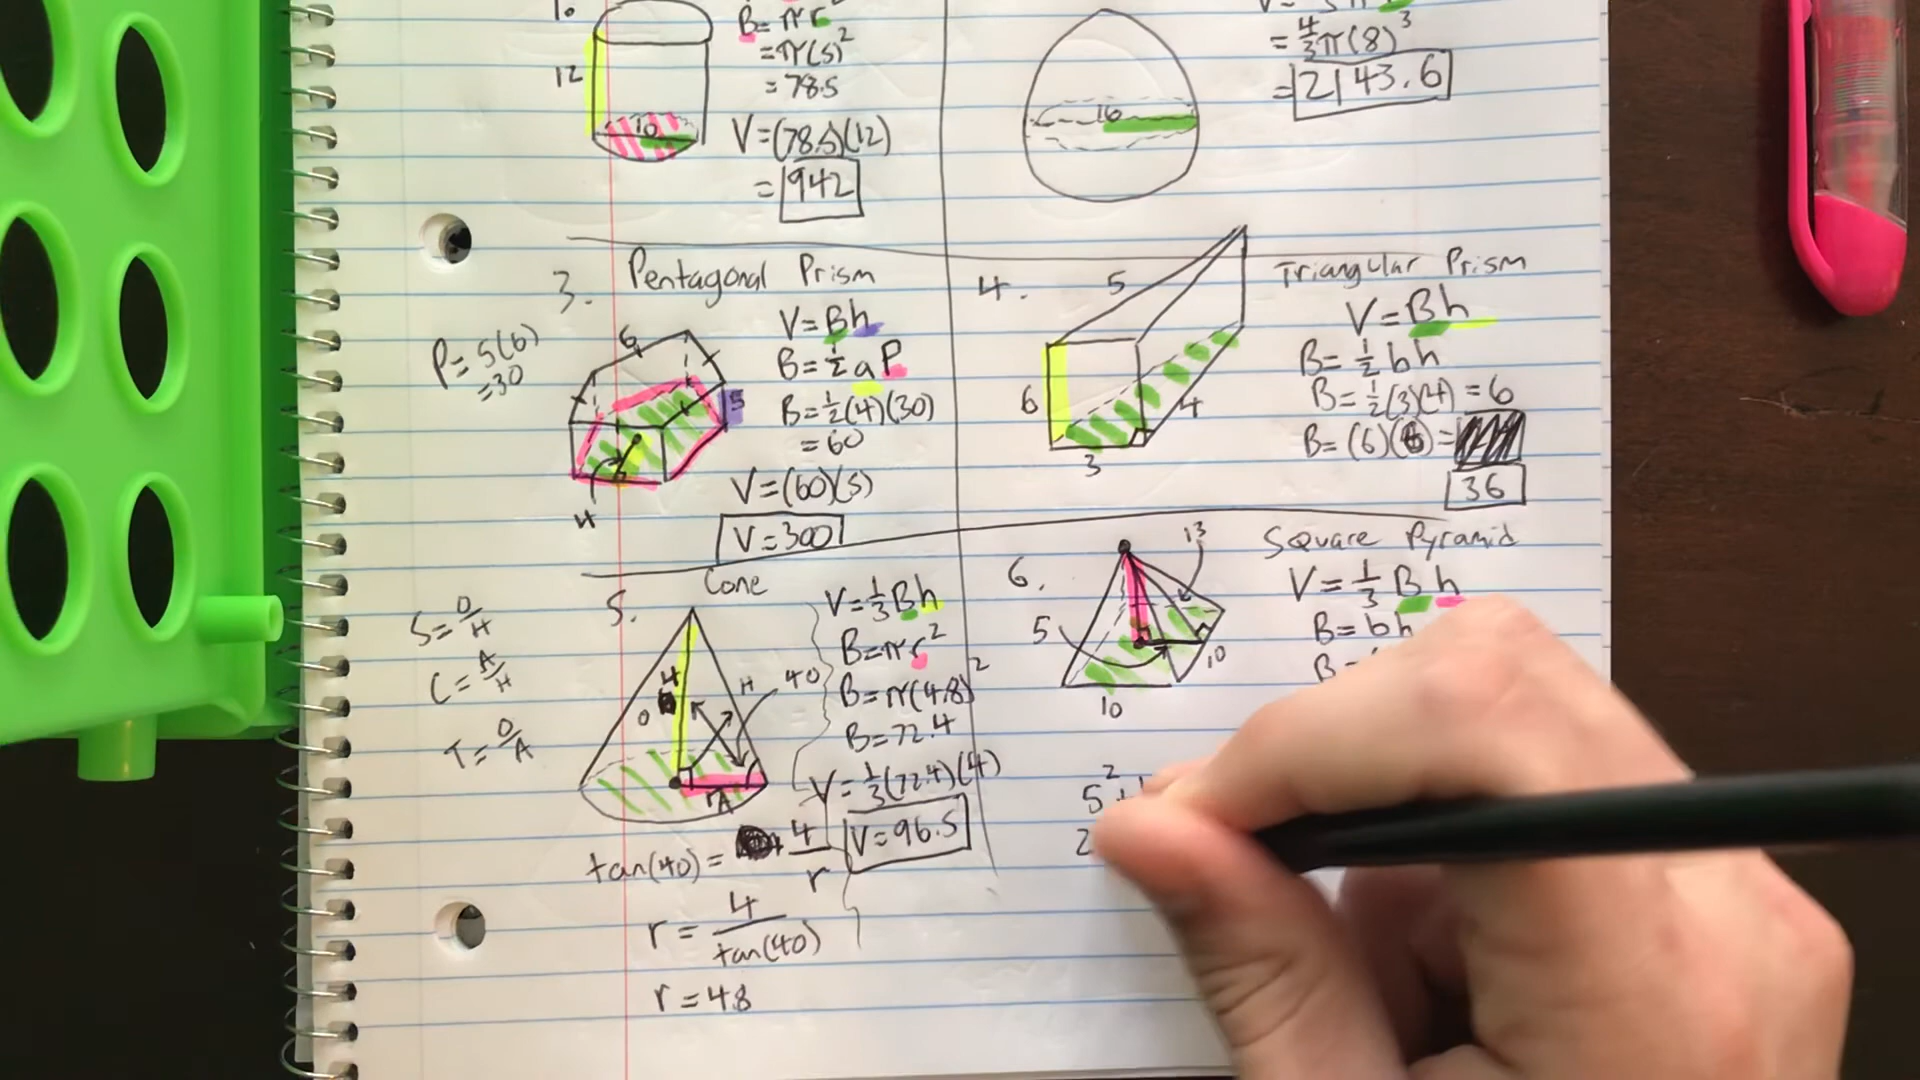 12
10
=π(5)²
=78.5
V=(78.5)(12)
=942
16
=4/3π(8)³
=2143.6
3. Pentagonal Prism
P=5(6)
=30
6
5
4
V=Bh
B=½aP
B=½(4)(30)
=60
V=(60)(5)
V=300
4. Triangular Prism
5
6
4
3
V=Bh
B=½bh
B=½(3)(4)=6
B=(6)(6)=
36
5. Cone
S=O/H
C=A/H
T=O/A
4
O
H
40
r A
V=⅓Bh
B=πr²
B=π(4.8)²
B=72.4
V=⅓(72.4)(4)
V=96.5
tan(40)=4/r
r=4/tan(40)
r=4.8
6. Square Pyramid
13
5
10
10
V=⅓Bh
B=bh
5²+
2